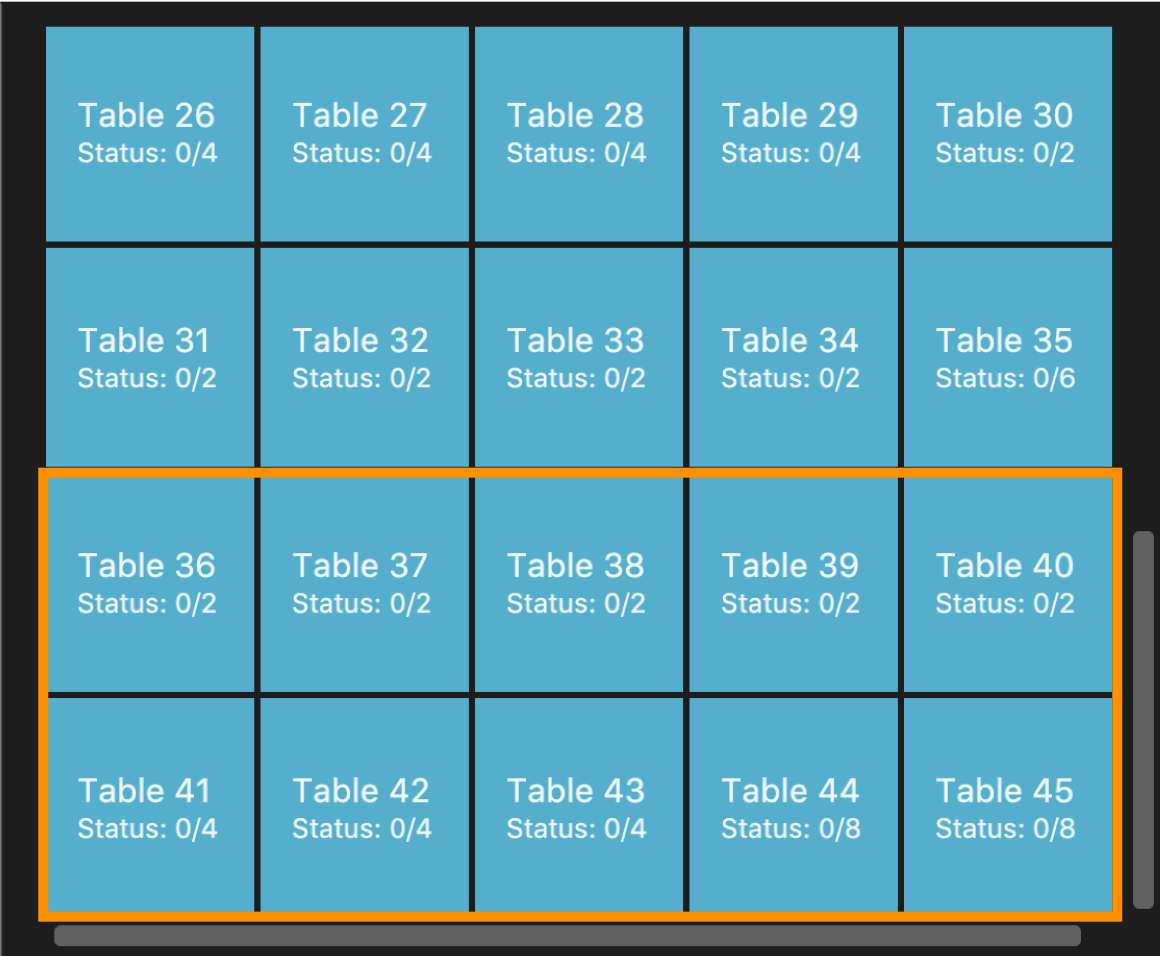 Table 26
Status: 0/4
Table 27
Status: 0/4
Table 28
Status: 0/4
Table 29
Status: 0/4
Table 30
Status: 0/2
Table 31
Status: 0/2
Table 32
Status: 0/2
Table 33
Status: 0/2
Table 34
Status: 0/2
Table 35
Status: 0/6
Table 36
Status: 0/2
Table 37
Status: 0/2
Table 38
Status: 0/2
Table 39
Status: 0/2
Table 40
Status: 0/2
Table 41
Status: 0/4
Table 42
Status: 0/4
Table 43
Status: 0/4
Table 44
Status: 0/8
Table 45
Status: 0/8